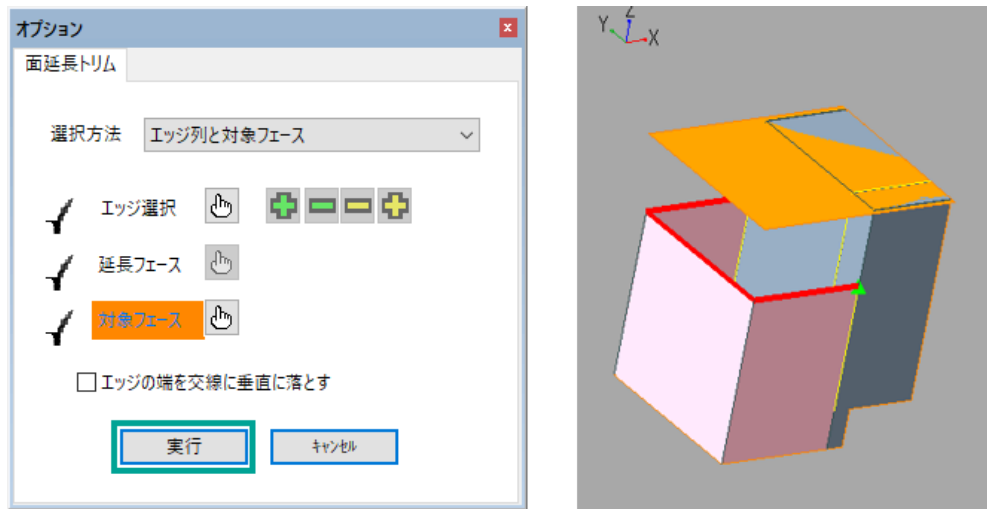 オプション
面延長トリム
選択方法 エッジ列と対象フェース
エッジ選択
延長フェース
対象フェース
エッジの端を交線に垂直に落とす
実行 キャンセル
Z
Y
X